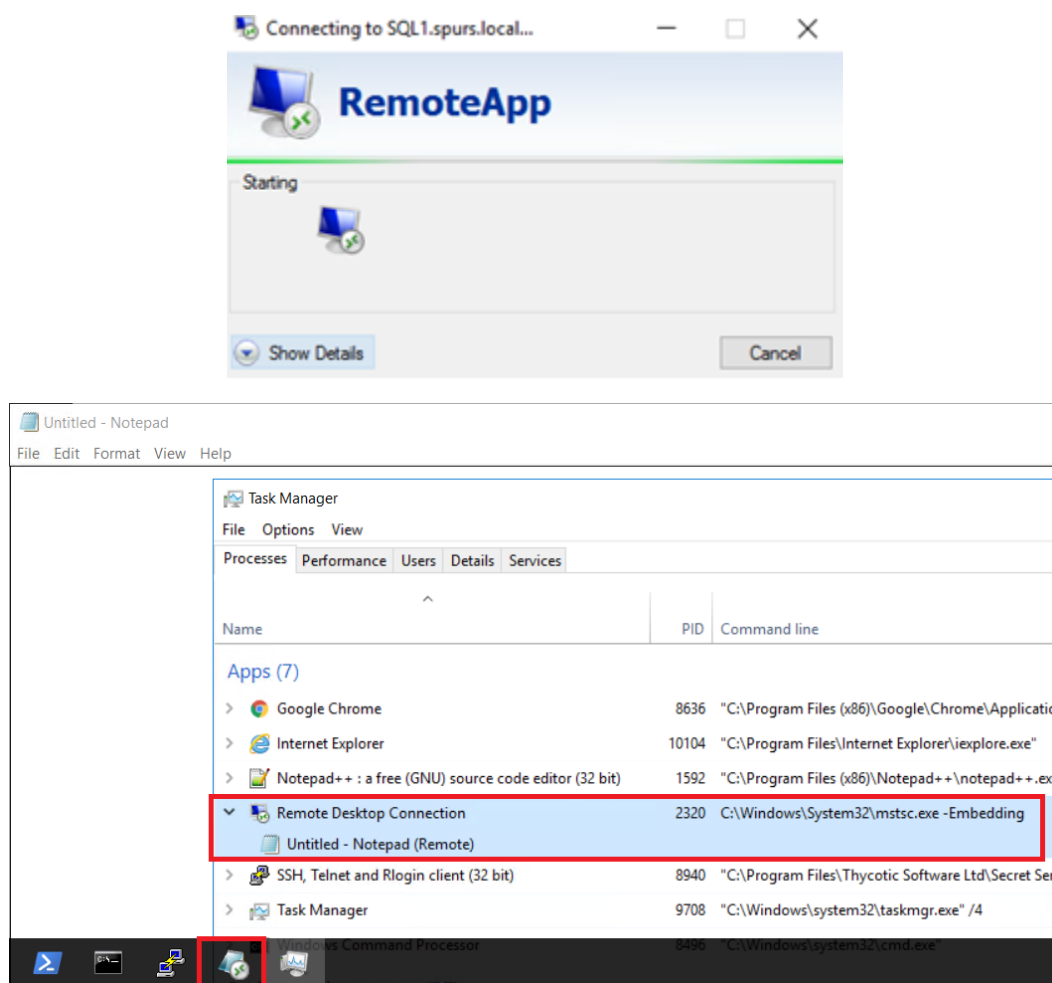 Connecting to SQL1.spurs.local...
RemoteApp
Starting
Show Details
Cancel
Untitled - Notepad
File Edit Format View Help
Task Manager
File Options View
Processes Performance Users Details Services
Name PID Command line
Apps (7)
Google Chrome 8636 "C:\Program Files (x86)\Google\Chrome\Applicatio
Internet Explorer 10104 "C:\Program Files\Internet Explorer\iexplore.exe"
Notepad++ : a free (GNU) source code editor (32 bit) 1592 "C:\Program Files (x86)\Notepad++\notepad++.ex
Remote Desktop Connection 2320 C:\Windows\System32\mstsc.exe -Embedding
Untitled - Notepad (Remote)
SSH, Telnet and Rlogin client (32 bit) 8940 "C:\Program Files\Thycotic Software Ltd\Secret Ser
Task Manager 9708 "C:\Windows\system32\taskmgr.exe" /4
Windows Command Processor 8496 "C:\Windows\system32\cmd.exe"